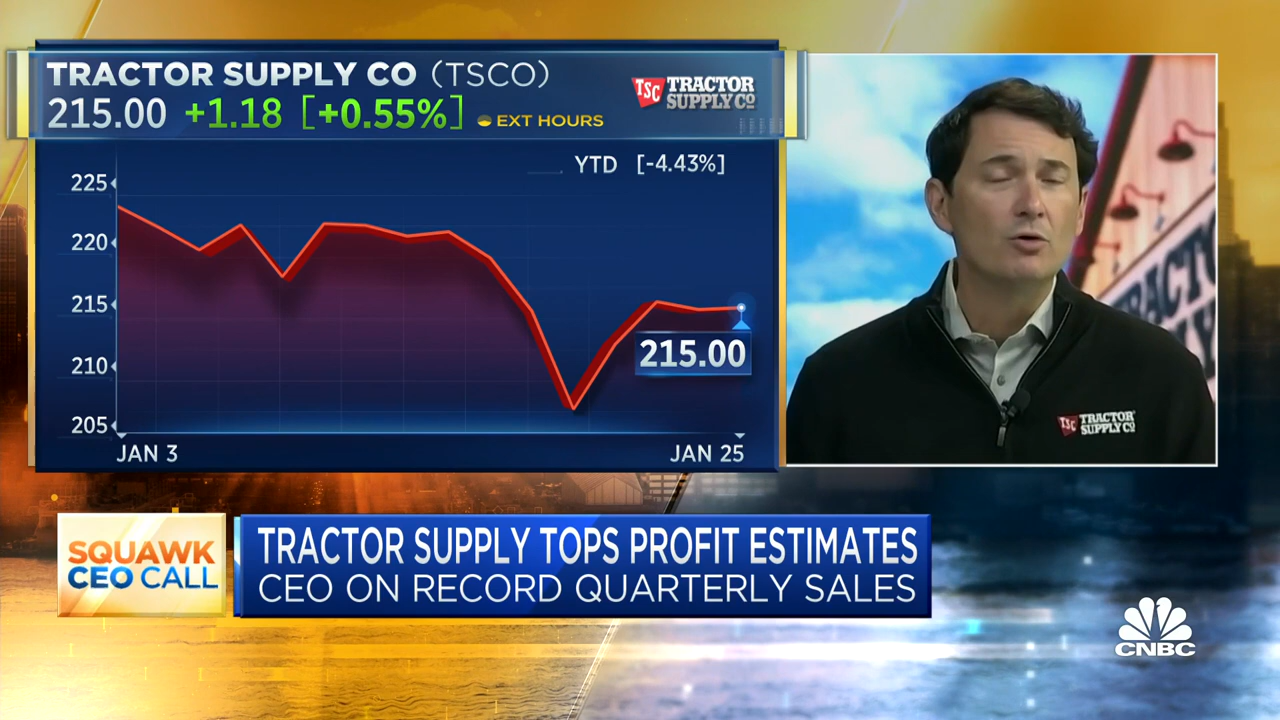 TRACTOR SUPPLY CO (TSCO)
215.00 +1.18 [+0.55%] EXT HOURS
TSC TRACTOR
SUPPLY CO
YTD [-4.43%]
225
220
215
210
205
215.00
JAN 3
JAN 25
TRACTOR
TSC TRACTOR
SUPPLY CO
SQUAWK
CEO CALL
TRACTOR SUPPLY TOPS PROFIT ESTIMATES
CEO ON RECORD QUARTERLY SALES
CNBC